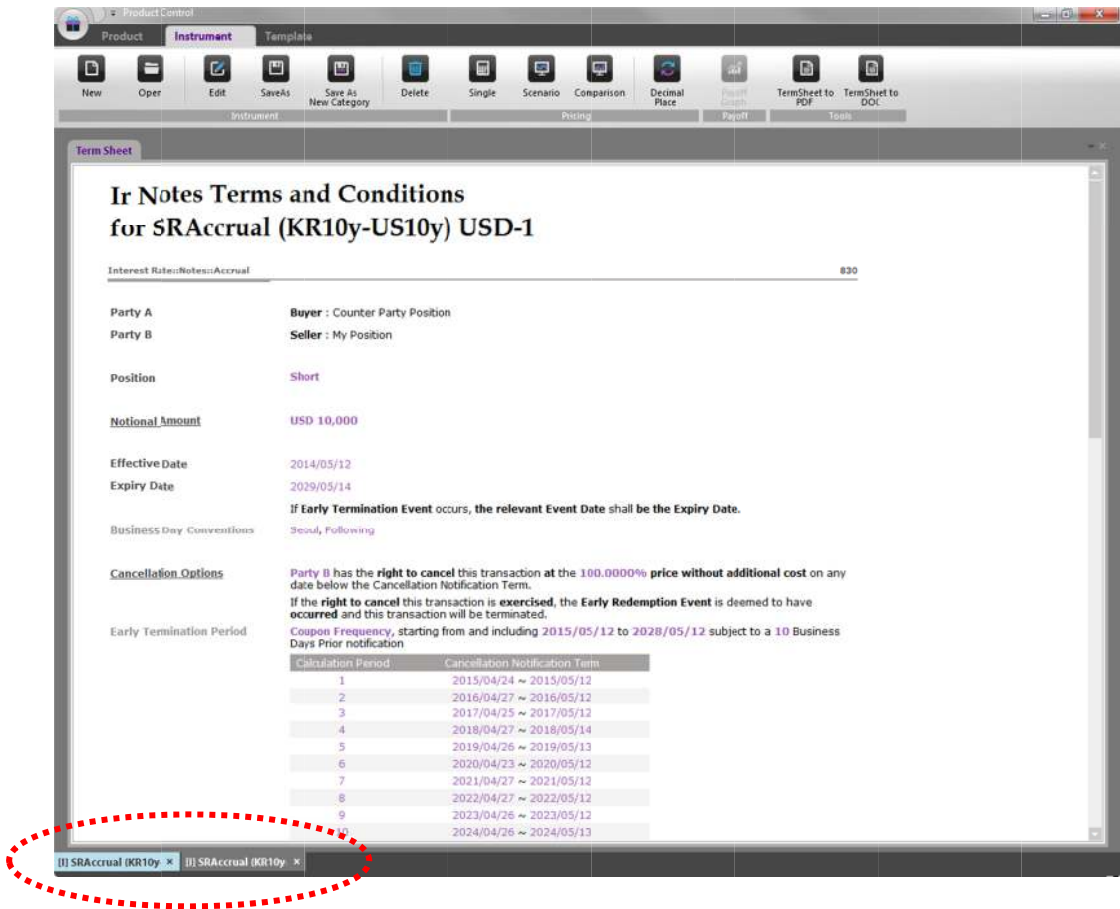 Product Control
Product Instrument Template
New Oper Edit SaveAs Save As New Category Delete Single Scenario Comparison Decimal Place Payoff Graph TermSheet to PDF TermSheet to DOC
Instrument Pricing Payoff Tools
Term Sheet
Ir Notes Terms and Conditions
for SRAccrual (KR10y-US10y) USD-1
Interest Rate::Notes::Accrual 830
Party A Buyer : Counter Party Position
Party B Seller : My Position
Position Short
Notional Amount USD 10,000
Effective Date 2014/05/12
Expiry Date 2029/05/14
If Early Termination Event occurs, the relevant Event Date shall be the Expiry Date.
Business Day Conventions Seoul, Following
Cancellation Options Party B has the right to cancel this transaction at the 100.0000% price without additional cost on any
date below the Cancellation Notification Term.
If the right to cancel this transaction is exercised, the Early Redemption Event is deemed to have
occurred and this transaction will be terminated.
Early Termination Period Coupon Frequency, starting from and including 2015/05/12 to 2028/05/12 subject to a 10 Business
Days Prior notification
Calculation Period Cancellation Notification Term
1 2015/04/24 ~ 2015/05/12
2 2016/04/27 ~ 2016/05/12
3 2017/04/25 ~ 2017/05/12
4 2018/04/27 ~ 2018/05/14
5 2019/04/26 ~ 2019/05/13
6 2020/04/23 ~ 2020/05/12
7 2021/04/27 ~ 2021/05/12
8 2022/04/27 ~ 2022/05/12
9 2023/04/26 ~ 2023/05/12
10 2024/04/26 ~ 2024/05/13
[I] SRAccrual (KR10y- × [I] SRAccrual (KR10y- ×